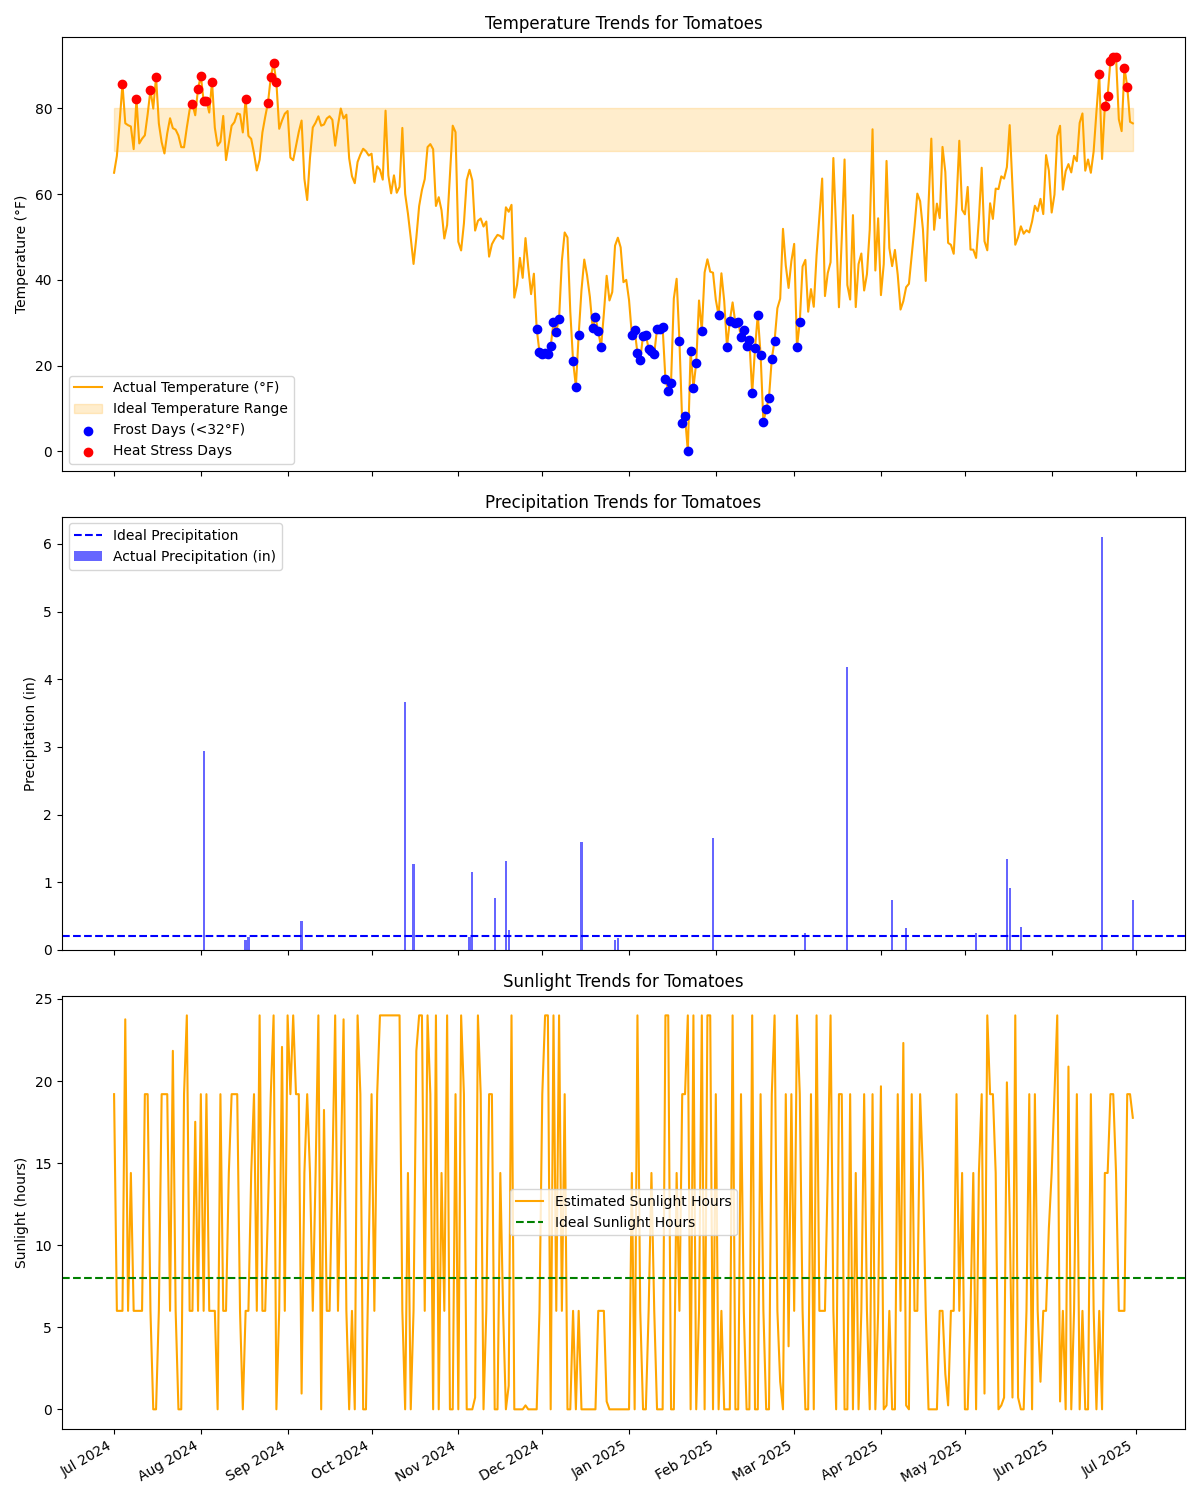 Temperature Trends for Tomatoes
Temperature (°F)
80
60
40
20
0
Actual Temperature (°F)
Ideal Temperature Range
Frost Days (<32°F)
Heat Stress Days
Precipitation Trends for Tomatoes
Precipitation (in)
6
5
4
3
2
1
0
Ideal Precipitation
Actual Precipitation (in)
Sunlight Trends for Tomatoes
Sunlight (hours)
25
20
15
10
5
0
Estimated Sunlight Hours
Ideal Sunlight Hours
Jul 2024
Aug 2024
Sep 2024
Oct 2024
Nov 2024
Dec 2024
Jan 2025
Feb 2025
Mar 2025
Apr 2025
May 2025
Jun 2025
Jul 2025